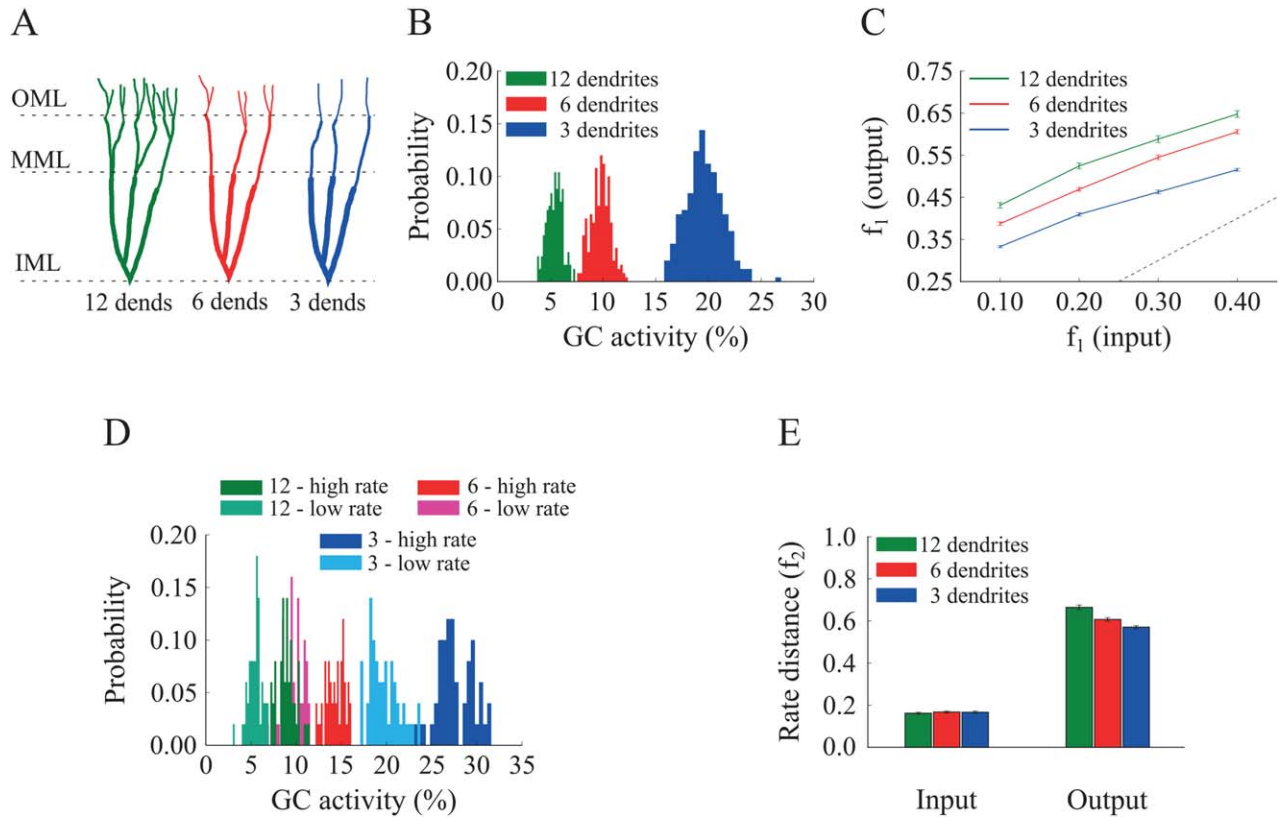 A
OML
MML
IML
12 dends 6 dends 3 dends
B
0.20
0.15
0.10
0.05
0.00
Probability
12 dendrites
6 dendrites
3 dendrites
0 5 10 15 20 25 30
GC activity (%)
C
0.75
0.65
0.55
0.45
0.35
0.25
f1 (output)
12 dendrites
6 dendrites
3 dendrites
0.10 0.20 0.30 0.40
f1 (input)
D
12 - high rate 6 - high rate
12 - low rate 6 - low rate
3 - high rate
3 - low rate
0.20
0.15
0.10
0.05
0.00
Probability
0 5 10 15 20 25 30 35
GC activity (%)
E
1.0
0.8
0.6
0.4
0.2
0.0
Rate distance (f2)
12 dendrites
6 dendrites
3 dendrites
Input Output